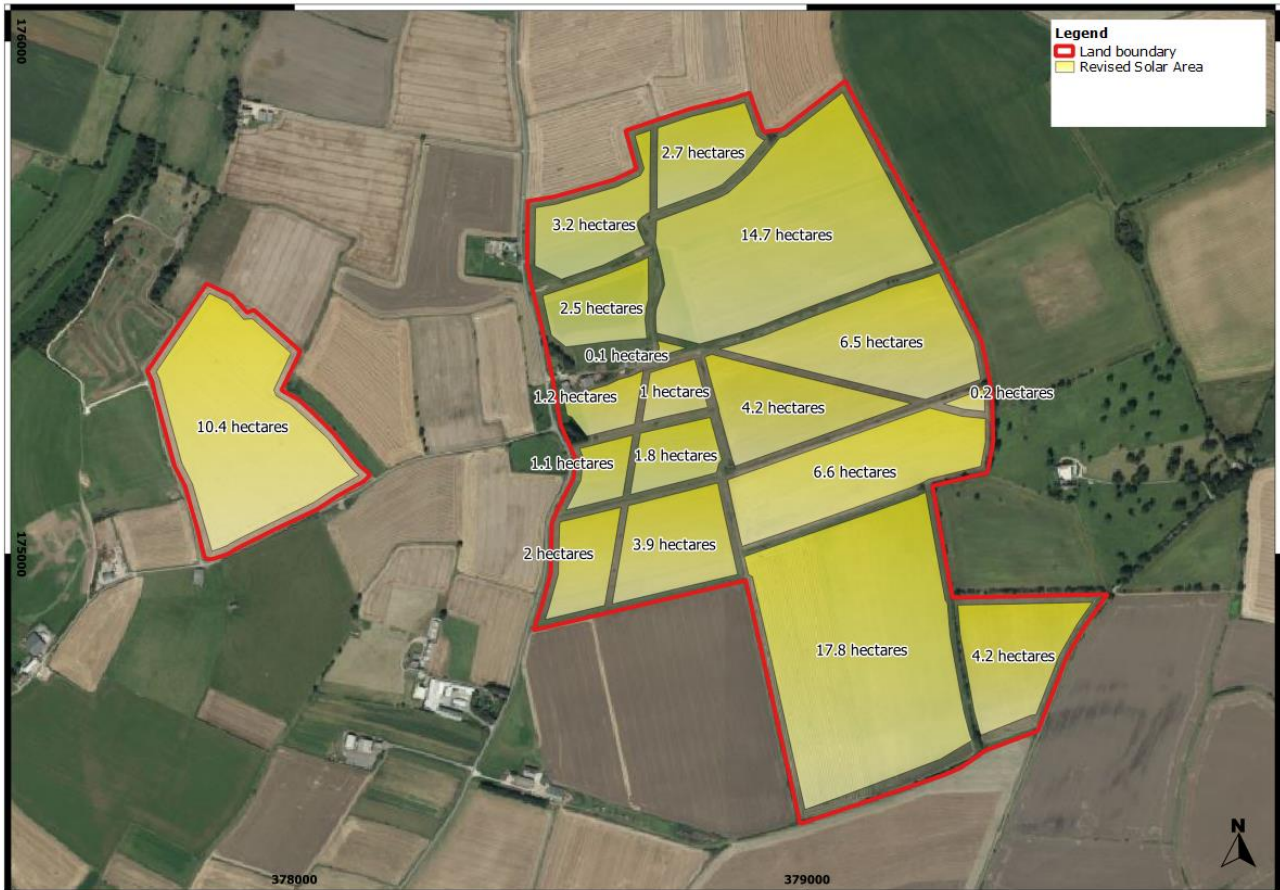 176000
Legend
Land boundary
Revised Solar Area
2.7 hectares
3.2 hectares
14.7 hectares
2.5 hectares
6.5 hectares
0.1 hectares
1.2 hectares
1 hectares
4.2 hectares
0.2 hectares
10.4 hectares
1.1 hectares
1.8 hectares
6.6 hectares
175000
2 hectares
3.9 hectares
17.8 hectares
4.2 hectares
N
378000
379000